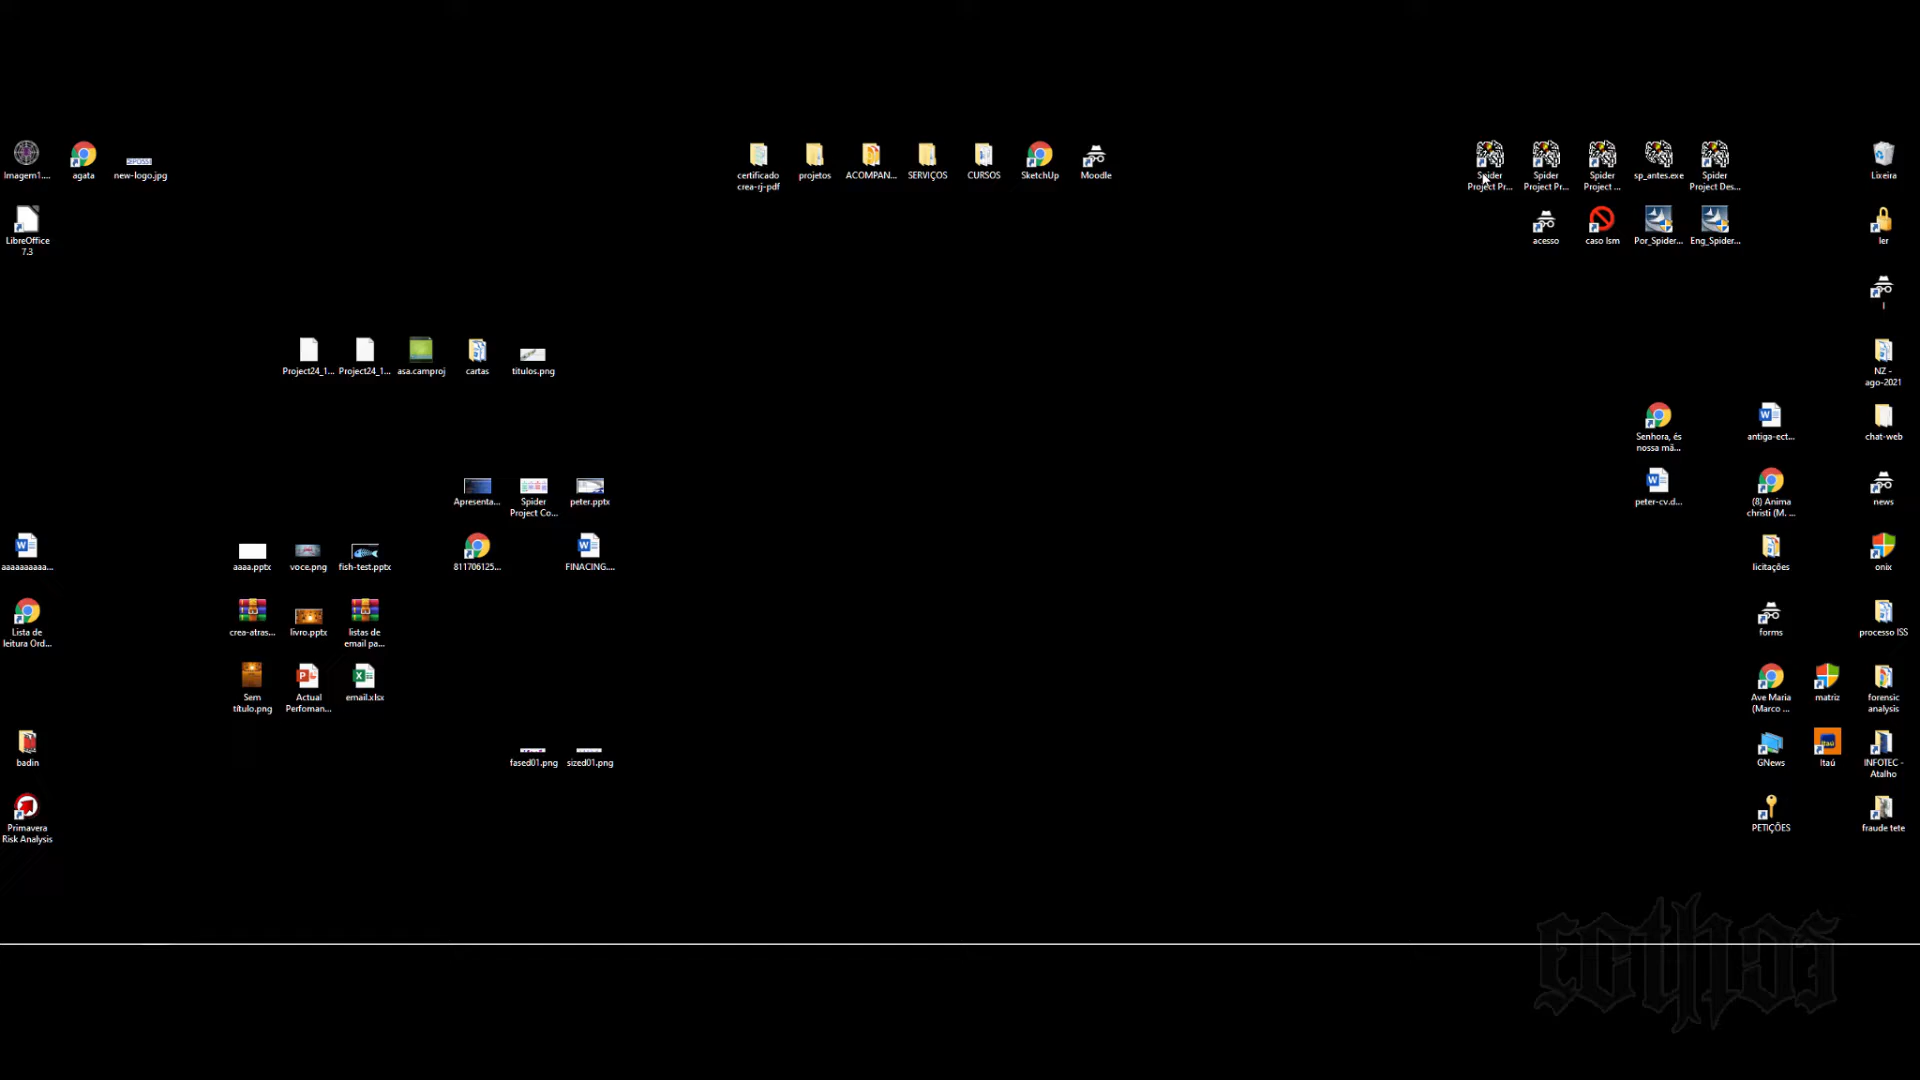 Imagem1....
agata
new-logo.jpg
certificado
crea-rj-pdf
projetos
ACOMPAN...
SERVIÇOS
CURSOS
SketchUp
Moodle
Spider
Project Pr...
Spider
Project Pr...
Spider
Project ...
sp_antes.exe
Spider
Project Des...
Lixeira
LibreOffice
7.3
acesso
caso lsm
Por_Spider...
Eng_Spider...
ler
l
Project24_1...
Project24_1...
asa.camproj
cartas
titulos.png
NZ -
ago-2021
Senhora, és
nossa mã...
antiga-ect...
chat-web
Apresenta...
Spider
Project Co...
peter.pptx
peter-cv.d...
(8) Anima
christi (M. ...
news
aaaaaaaaaa...
aaaa.pptx
voce.png
fish-test.pptx
811706125...
FINACING....
licitações
onix
Lista de
leitura Ord...
crea-atras...
livro.pptx
listas de
email pa...
forms
processo ISS
Sem
título.png
Actual
Perfoman...
email.xlsx
Ave Maria
(Marco ...
matriz
forensic
analysis
badin
fased01.png
sized01.png
GNews
Itaú
INFOTEC -
Atalho
Primavera
Risk Analysis
PETIÇÕES
fraude tete